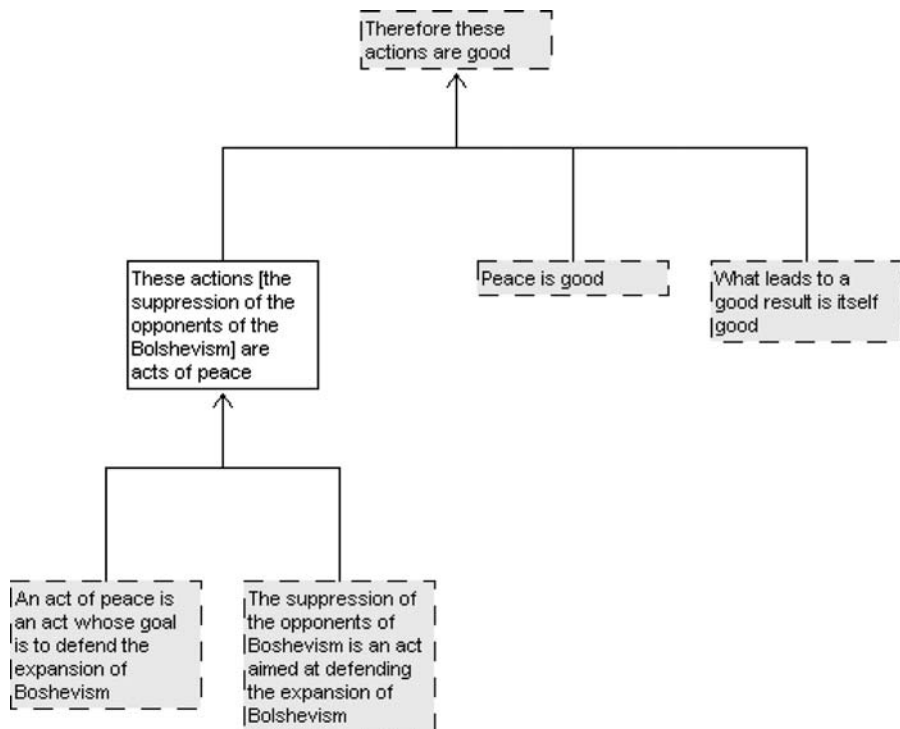 Therefore these
actions are good
These actions [the
suppression of the
opponents of the
Bolshevism] are
acts of peace
Peace is good
What leads to a
good result is itself
good
An act of peace is
an act whose goal
is to defend the
expansion of
Boshevism
The suppression of
the opponents of
Boshevism is an act
aimed at defending
the expansion of
Bolshevism